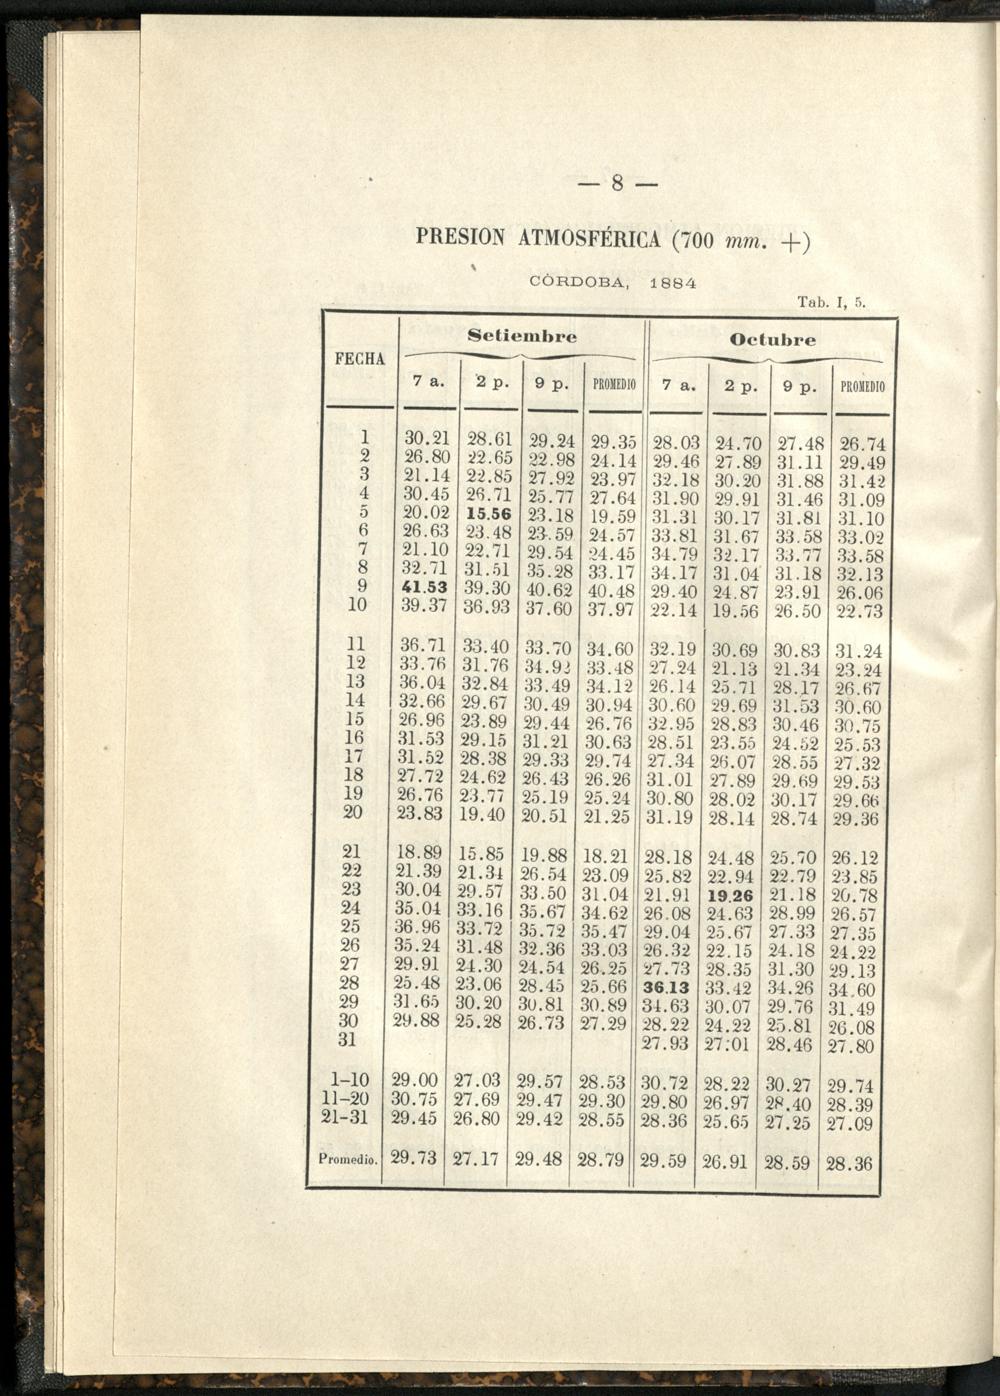 — 8 —
PRESION ATMOSFÉRICA (700 mm. +)
CÓRDOBA, 1884
Tab. I, 5.
FECHA Setiembre Octubre
7 a. 2 p. 9 p. PROMEDIO 7 a. 2 p. 9 p. PROMEDIO
1 30.21 28.61 29.24 29.35 28.03 24.70 27.48 26.74
2 26.80 22.65 22.98 24.14 29.46 27.89 31.11 29.49
3 21.14 22.85 27.92 23.97 32.18 30.20 31.88 31.42
4 30.45 26.71 25.77 27.64 31.90 29.91 31.46 31.09
5 20.02 15.56 23.18 19.59 31.31 30.17 31.81 31.10
6 26.63 23.48 23.59 24.57 33.81 31.67 33.58 33.02
7 21.10 22.71 29.54 24.45 34.79 32.17 33.77 33.58
8 32.71 31.51 35.28 33.17 34.17 31.04 31.18 32.13
9 41.53 39.30 40.62 40.48 29.40 24.87 23.91 26.06
10 39.37 36.93 37.60 37.97 22.14 19.56 26.50 22.73
11 36.71 33.40 33.70 34.60 32.19 30.69 30.83 31.24
12 33.76 31.76 34.92 33.48 27.24 21.13 21.34 23.24
13 36.04 32.84 33.49 34.12 26.14 25.71 28.17 26.67
14 32.66 29.67 30.49 30.94 30.60 29.69 31.53 30.60
15 26.96 23.89 29.44 26.76 32.95 28.83 30.46 30.75
16 31.53 29.15 31.21 30.63 28.51 23.55 24.52 25.53
17 31.52 28.38 29.33 29.74 27.34 26.07 28.55 27.32
18 27.72 24.62 26.43 26.26 31.01 27.89 29.69 29.53
19 26.76 23.77 25.19 25.24 30.80 28.02 30.17 29.66
20 23.83 19.40 20.51 21.25 31.19 28.14 28.74 29.36
21 18.89 15.85 19.88 18.21 28.18 24.48 25.70 26.12
22 21.39 21.34 26.54 23.09 25.82 22.94 22.79 23.85
23 30.04 29.57 33.50 31.04 21.91 19.26 21.18 20.78
24 35.04 33.16 35.67 34.62 26.08 24.63 28.99 26.57
25 36.96 33.72 35.72 35.47 29.04 25.67 27.33 27.35
26 35.24 31.48 32.36 33.03 26.32 22.15 24.18 24.22
27 29.91 24.30 24.54 26.25 27.73 28.35 31.30 29.13
28 25.48 23.06 28.45 25.66 36.13 33.42 34.26 34.60
29 31.65 30.20 30.81 30.89 34.63 30.07 29.76 31.49
30 29.88 25.28 26.73 27.29 28.22 24.22 25.81 26.08
31 27.93 27:01 28.46 27.80
1-10 29.00 27.03 29.57 28.53 30.72 28.22 30.27 29.74
11-20 30.75 27.69 29.47 29.30 29.80 26.97 28.40 28.39
21-31 29.45 26.80 29.42 28.55 28.36 25.65 27.25 27.09
Promedio. 29.73 27.17 29.48 28.79 29.59 26.91 28.59 28.36